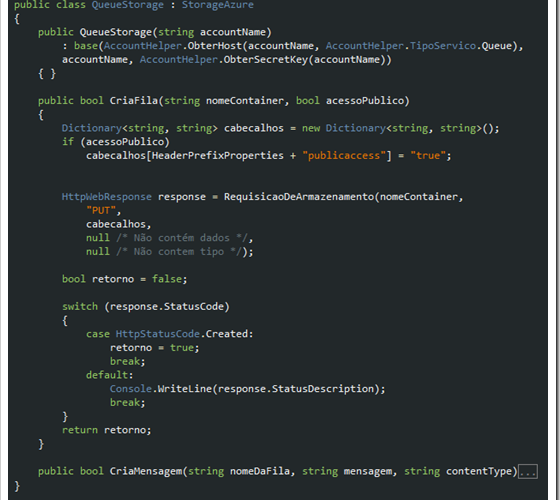 public class QueueStorage : StorageAzure
{
    public QueueStorage(string accountName)
        : base(AccountHelper.ObterHost(accountName, AccountHelper.TipoServico.Queue),
        accountName, AccountHelper.ObterSecretKey(accountName))
    { }

    public bool CriaFila(string nomeContainer, bool acessoPublico)
    {
        Dictionary<string, string> cabecalhos = new Dictionary<string, string>();
        if (acessoPublico)
            cabecalhos[HeaderPrefixProperties + "publicaccess"] = "true";


        HttpWebResponse response = RequisicaoDeArmazenamento(nomeContainer,
            "PUT",
            cabecalhos,
            null /* Não contém dados */,
            null /* Não contem tipo */);

        bool retorno = false;

        switch (response.StatusCode)
        {
            case HttpStatusCode.Created:
                retorno = true;
                break;
            default:
                Console.WriteLine(response.StatusDescription);
                break;
        }
        return retorno;
    }

    public bool CriaMensagem(string nomeDaFila, string mensagem, string contentType)...
}